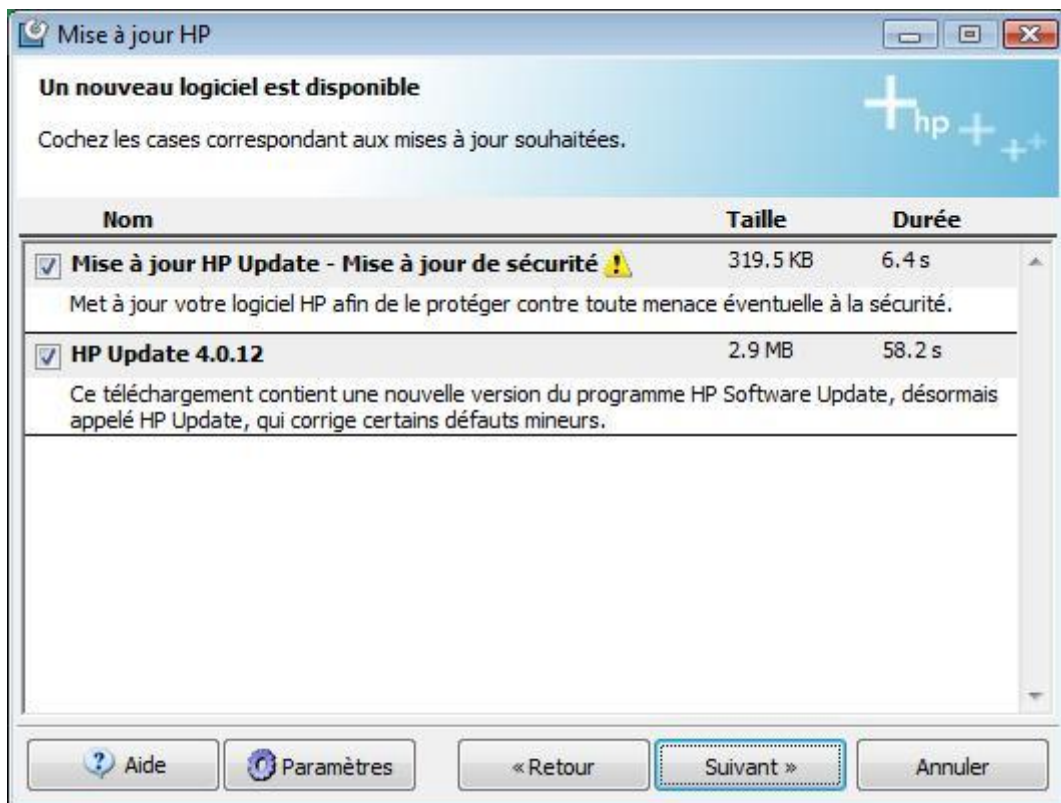 Mise à jour HP
Un nouveau logiciel est disponible
Cochez les cases correspondant aux mises à jour souhaitées.
hp
Nom Taille Durée
Mise à jour HP Update - Mise à jour de sécurité 319.5 KB 6.4 s
Met à jour votre logiciel HP afin de le protéger contre toute menace éventuelle à la sécurité.
HP Update 4.0.12 2.9 MB 58.2 s
Ce téléchargement contient une nouvelle version du programme HP Software Update, désormais
appelé HP Update, qui corrige certains défauts mineurs.
Aide Paramètres « Retour Suivant » Annuler